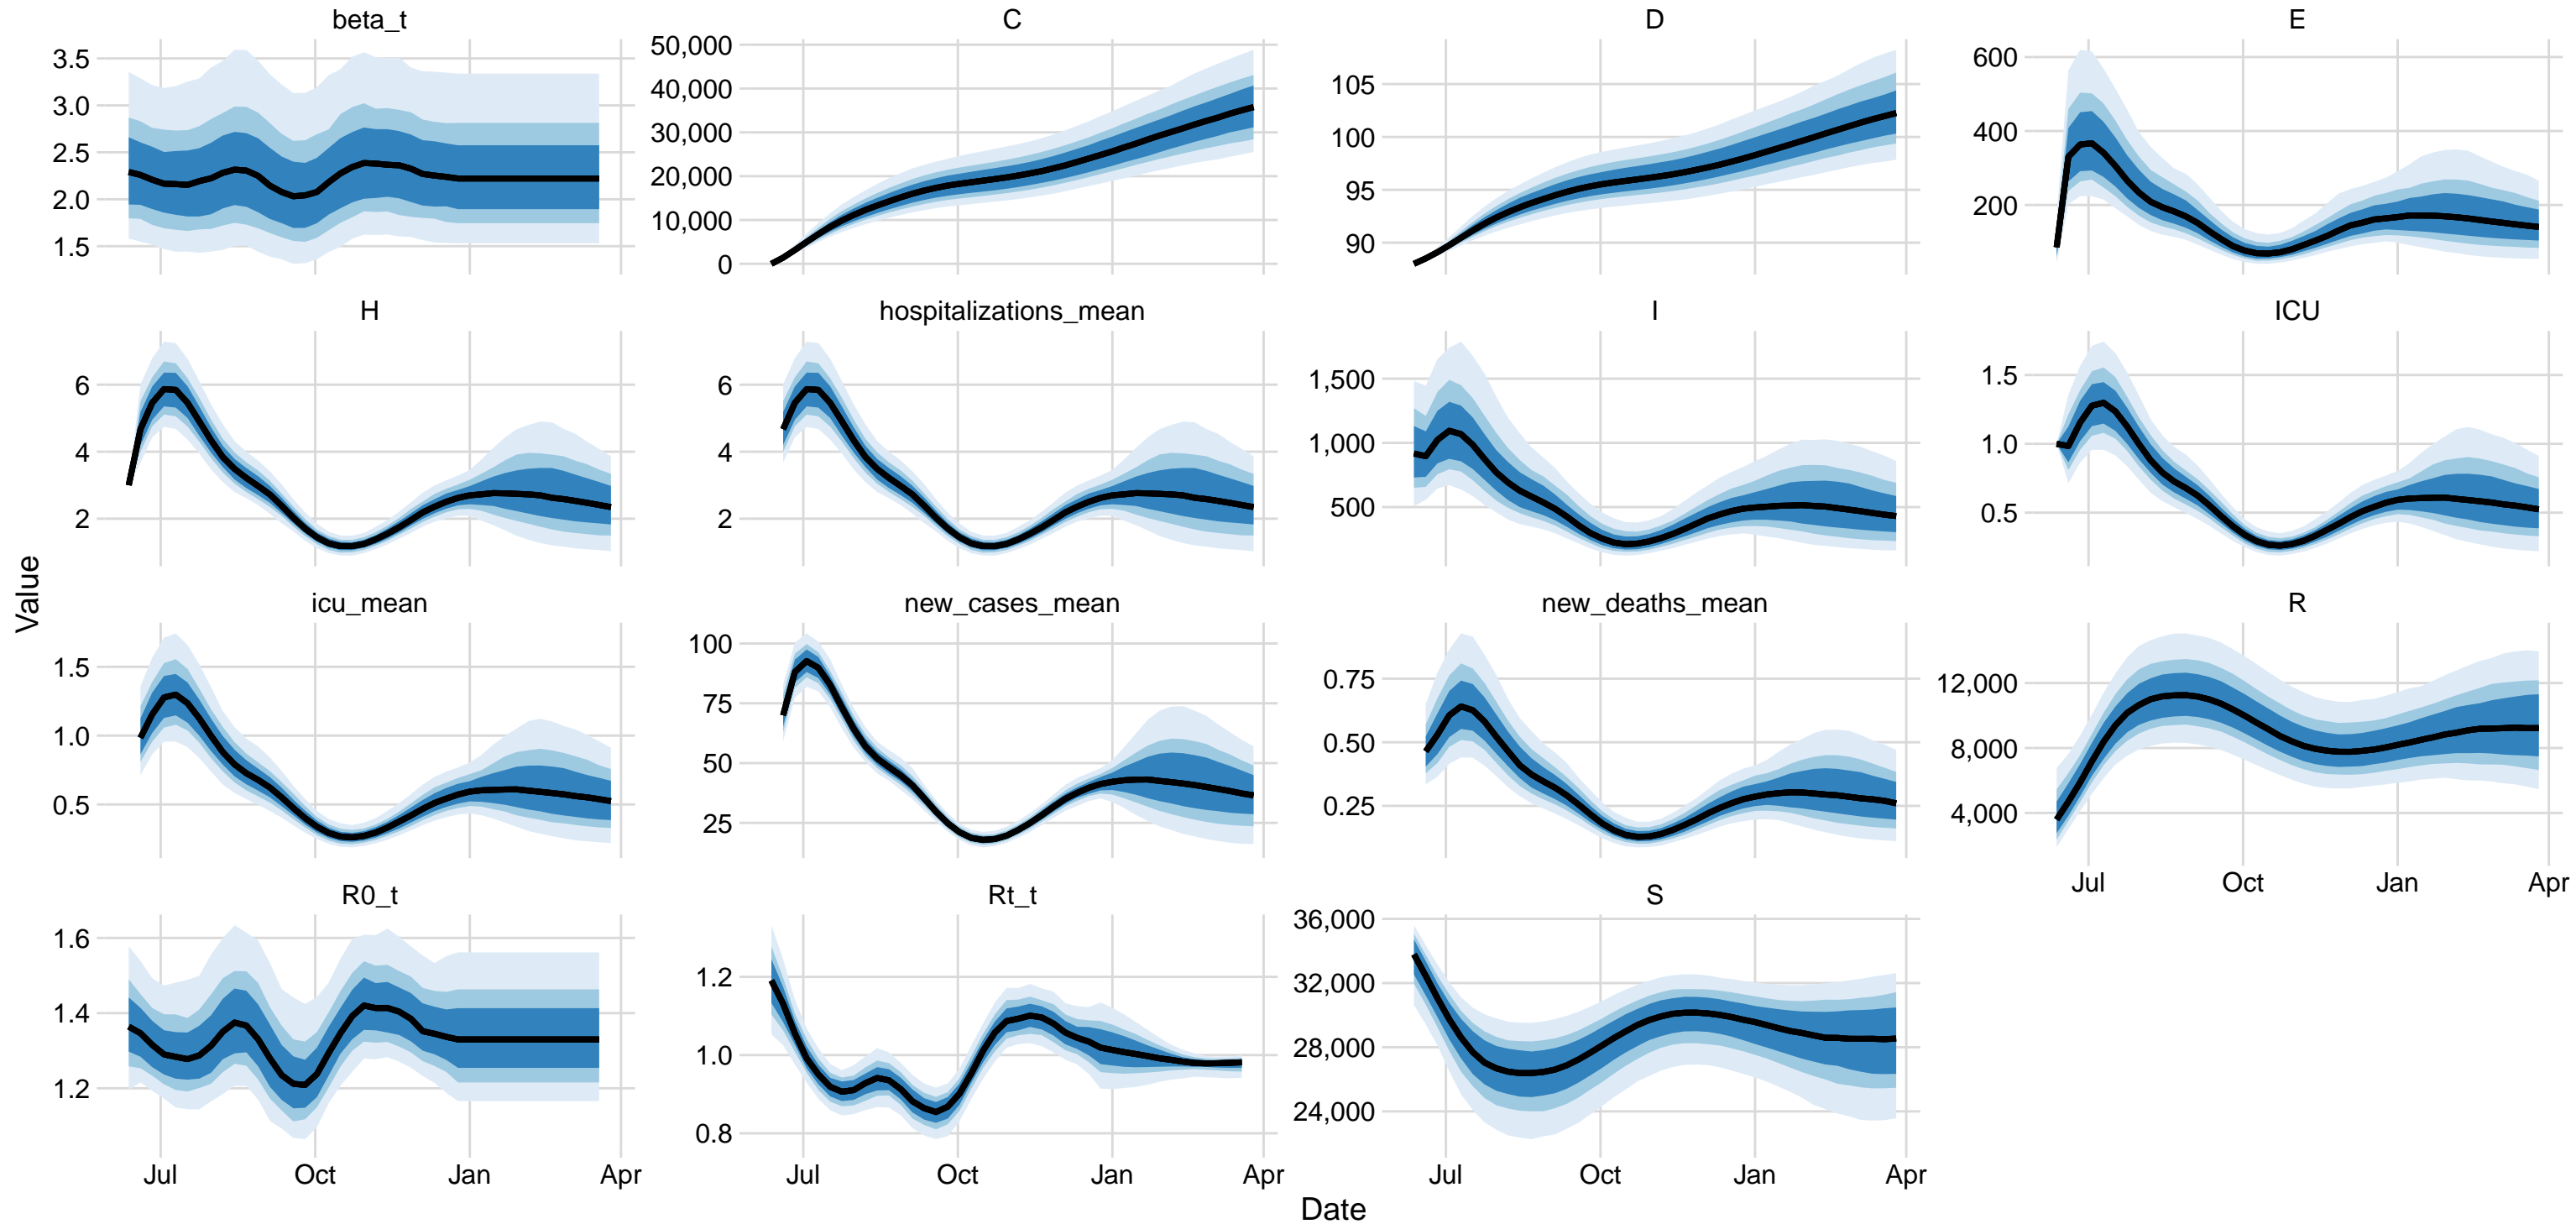 beta_t
3.5
3.0
2.5
2.0
1.5
C
50,000
40,000
30,000
20,000
10,000
0
D
105
100
95
90
E
600
400
200
H
6
4
2
hospitalizations_mean
6
4
2
I
1,500
1,000
500
ICU
1.5
1.0
0.5
Value
icu_mean
1.5
1.0
0.5
new_cases_mean
100
75
50
25
new_deaths_mean
0.75
0.50
0.25
R
12,000
8,000
4,000
Jul Oct Jan Apr
R0_t
1.6
1.4
1.2
Jul Oct Jan Apr
Rt_t
1.2
1.0
0.8
Jul Oct Jan Apr
S
36,000
32,000
28,000
24,000
Jul Oct Jan Apr
Date